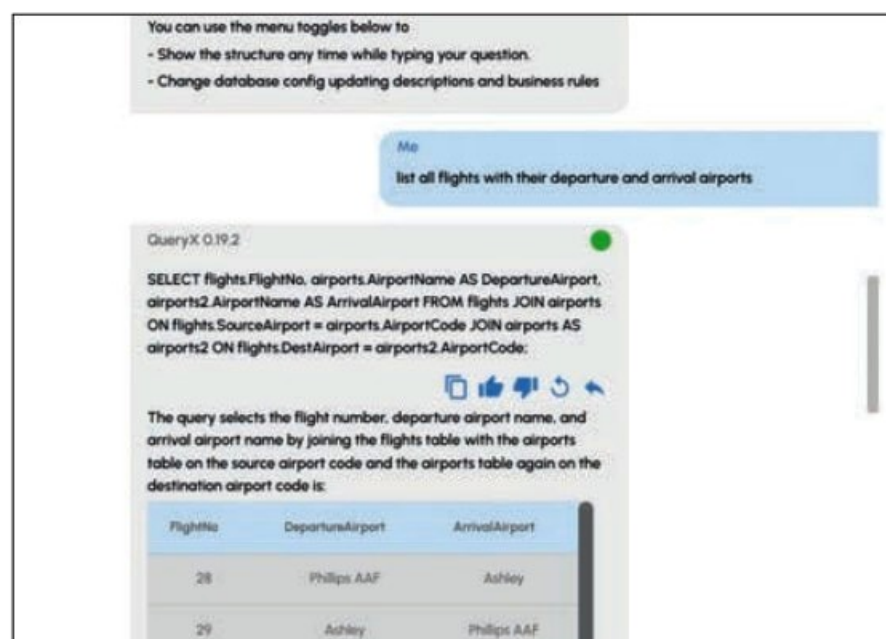 You can use the menu toggles below to
- Show the structure any time while typing your question.
- Change database config updating descriptions and business rules
Me
list all flights with their departure and arrival airports
QueryX 0.19.2
SELECT flights.FlightNo, airports.AirportName AS DepartureAirport,
airports2.AirportName AS ArrivalAirport FROM flights JOIN airports
ON flights.SourceAirport = airports.AirportCode JOIN airports AS
airports2 ON flights.DestAirport = airports2.AirportCode;
The query selects the flight number, departure airport name, and
arrival airport name by joining the flights table with the airports
table on the source airport code and the airports table again on the
destination airport code is:
FlightNo DepartureAirport ArrivalAirport
28 Phillips AAF Ashley
29 Ashley Phillips AAF